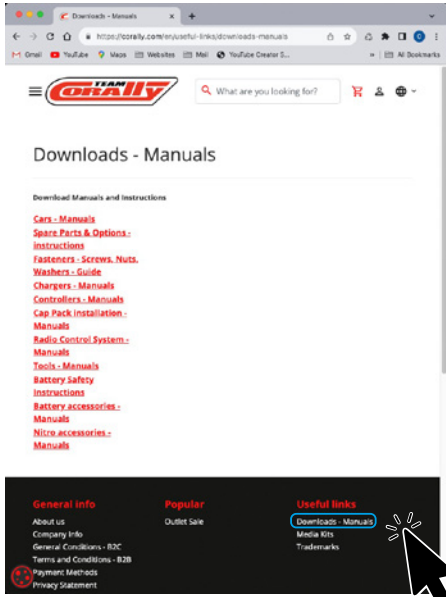 Downloads - Manuals
https://corally.com/en/useful-links/downloads-manuals
Gmail YouTube Maps Websites Mail YouTube Creator S... » All Bookmarks
TEAM
CORALLY
What are you looking for?
Downloads - Manuals
Download Manuals and Instructions
Cars - Manuals
Spare Parts & Options -
instructions
Fasteners - Screws, Nuts,
Washers - Guide
Chargers - Manuals
Controllers - Manuals
Cap Pack installation -
Manuals
Radio Control System -
Manuals
Tools - Manuals
Battery Safety
Instructions
Battery accessories -
Manuals
Nitro accessories -
Manuals
General info Popular Useful links
About us Outlet Sale Downloads - Manuals
Company Info Media Kits
General Conditions - B2C Trademarks
Terms and Conditions - B2B
Payment Methods
Privacy Statement